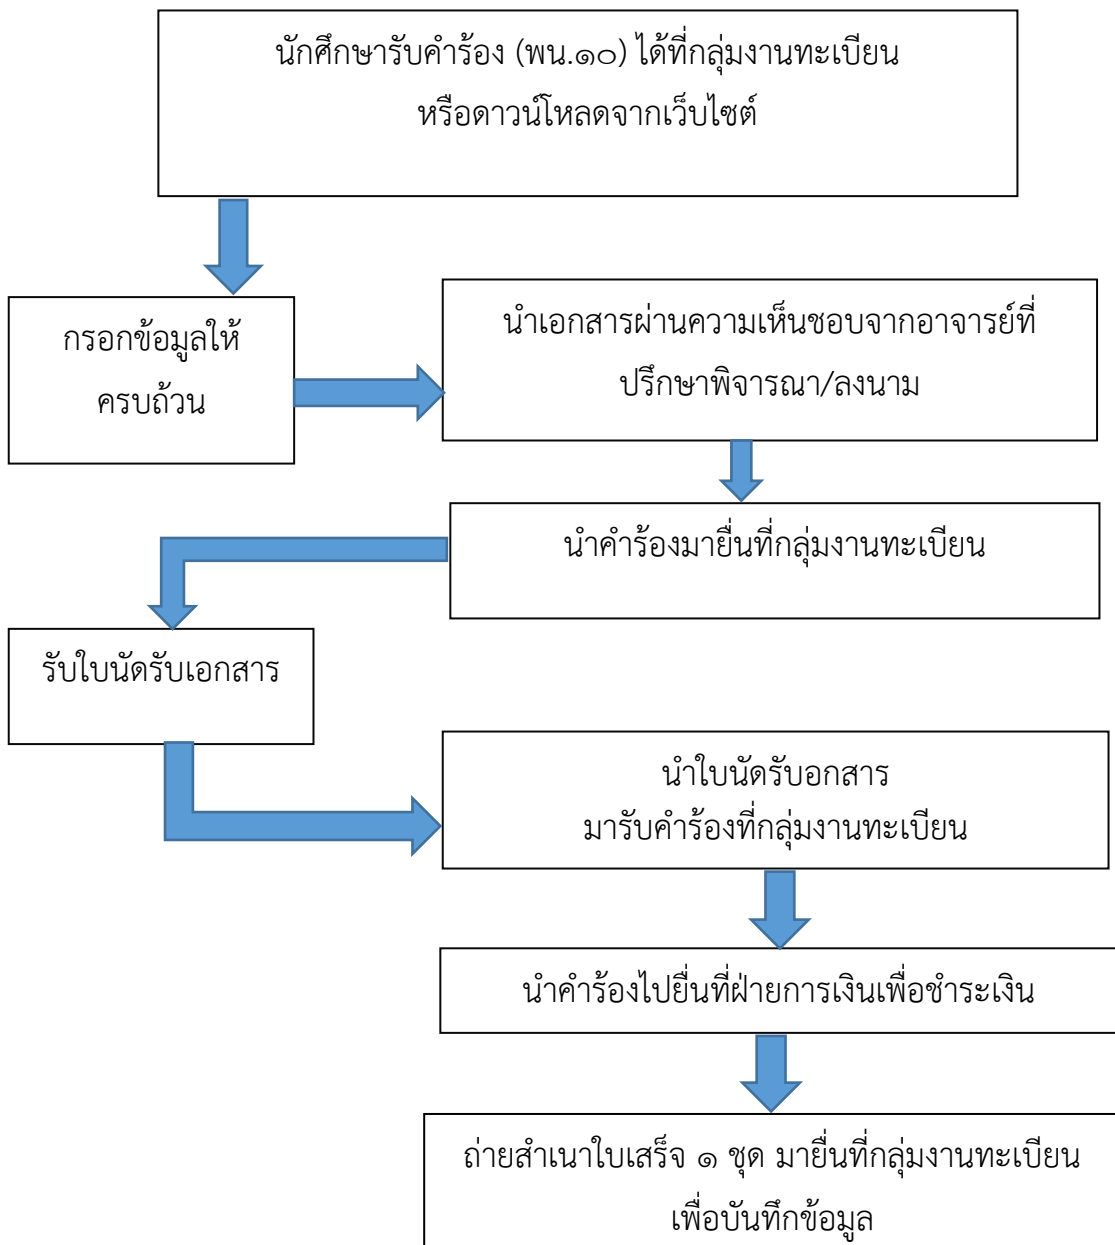 นักศึกษารับคำร้อง (พน.๑๐) ได้ที่กลุ่มงานทะเบียน
หรือดาวน์โหลดจากเว็บไซต์
กรอกข้อมูลให้
ครบถ้วน
นำเอกสารผ่านความเห็นชอบจากอาจารย์ที่
ปรึกษาพิจารณา/ลงนาม
นำคำร้องมายื่นที่กลุ่มงานทะเบียน
รับใบนัดรับเอกสาร
นำใบนัดรับอกสาร
มารับคำร้องที่กลุ่มงานทะเบียน
นำคำร้องไปยื่นที่ฝ่ายการเงินเพื่อชำระเงิน
ถ่ายสำเนาใบเสร็จ ๑ ชุด มายื่นที่กลุ่มงานทะเบียน
เพื่อบันทึกข้อมูล